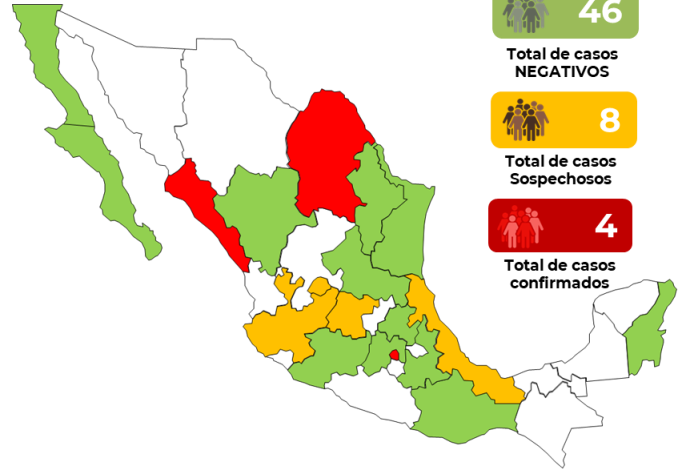 46
Total de casos
NEGATIVOS
8
Total de casos
Sospechosos
4
Total de casos
confirmados